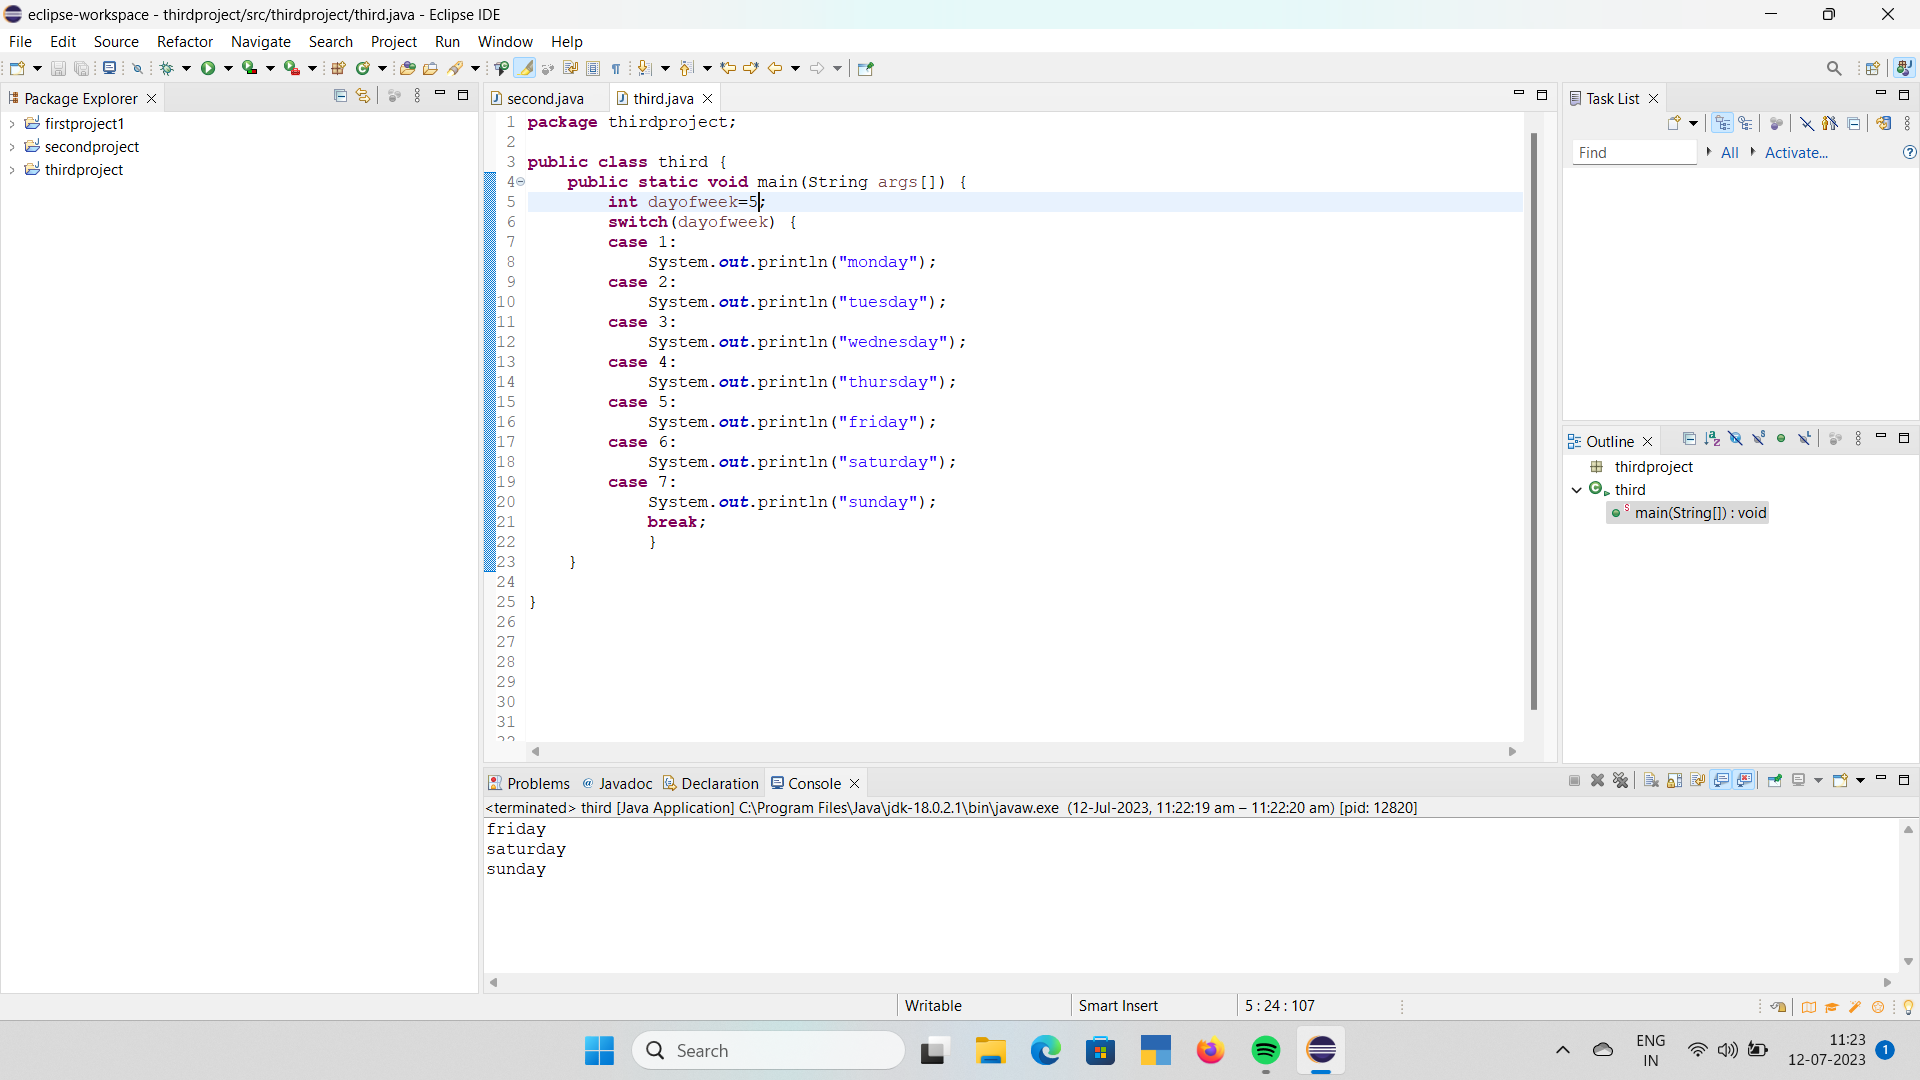 eclipse-workspace - thirdproject/src/thirdproject/third.java - Eclipse IDE
File Edit Source Refactor Navigate Search Project Run Window Help
Package Explorer
firstproject1
secondproject
thirdproject
second.java third.java
1 package thirdproject;
2
3 public class third {
4 public static void main(String args[]) {
5 int dayofweek=5;
6 switch(dayofweek) {
7 case 1:
8 System.out.println("monday");
9 case 2:
10 System.out.println("tuesday");
11 case 3:
12 System.out.println("wednesday");
13 case 4:
14 System.out.println("thursday");
15 case 5:
16 System.out.println("friday");
17 case 6:
18 System.out.println("saturday");
19 case 7:
20 System.out.println("sunday");
21 break;
22 }
23 }
24
25 }
26
27
28
29
30
31
Task List
Find All Activate...
Outline
thirdproject
third
main(String[]) : void
Problems Javadoc Declaration Console
<terminated> third [Java Application] C:\Program Files\Java\jdk-18.0.2.1\bin\javaw.exe (12-Jul-2023, 11:22:19 am – 11:22:20 am) [pid: 12820]
friday
saturday
sunday
Writable Smart Insert 5 : 24 : 107
Search
ENG
IN
11:23
12-07-2023
1